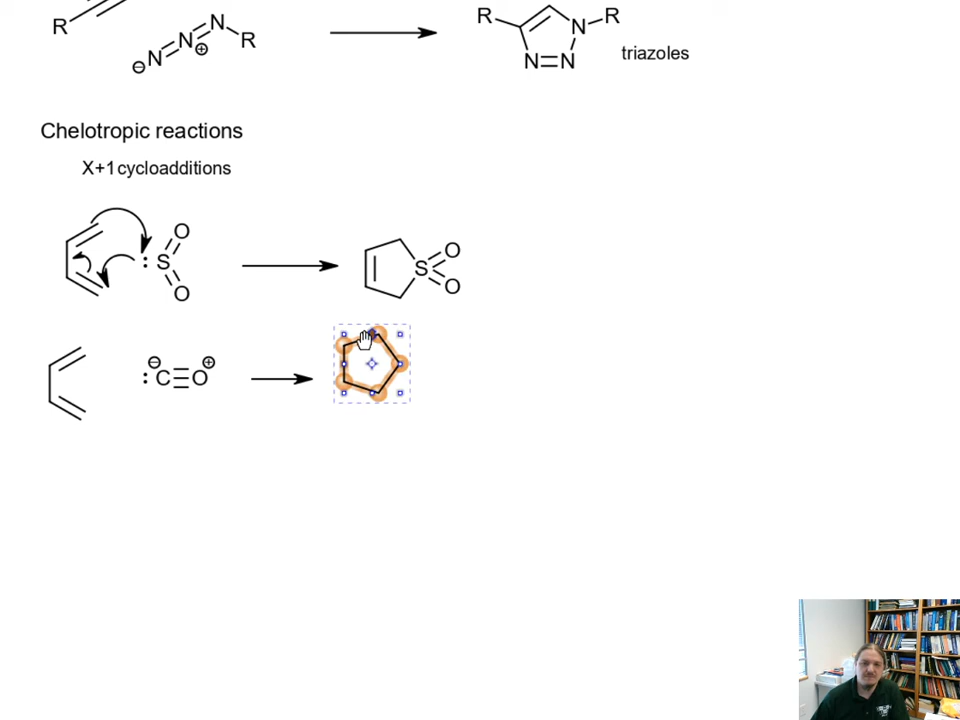 R
N
N
N
R
⊖
⊕
R
N
R
N
N
triazoles
Chelotropic reactions
X+1 cycloadditions
O
:S
O
O
S
O
⊖
⊕
:C≡O